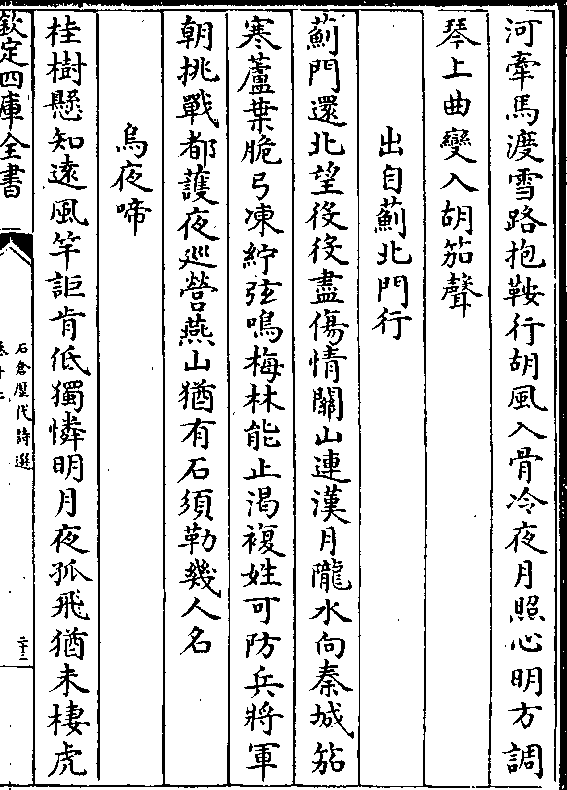 河牽馬渡雪路抱鞍行胡風入骨冷夜月照心明方調
琴上曲變入胡笳聲
出自薊北門行
薊門還北望役役盡傷情關山連漢月隴水向秦城笳
寒蘆葉脆弓凍紵弦鳴梅林能止渴複姓可防兵將軍
朝挑戰都護夜巡營燕山猶有石須勒幾人名
烏夜啼
桂樹懸知遠風竿詎肯低獨憐明月夜孤飛猶未棲虎
欽定四庫全書
石倉歷代詩選
卷十二
二十二